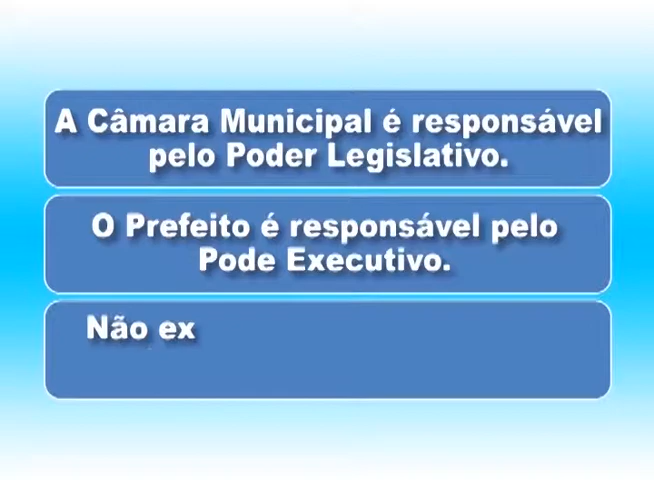 A Câmara Municipal é responsável
pelo Poder Legislativo.
O Prefeito é responsável pelo
Pode Executivo.
Não ex